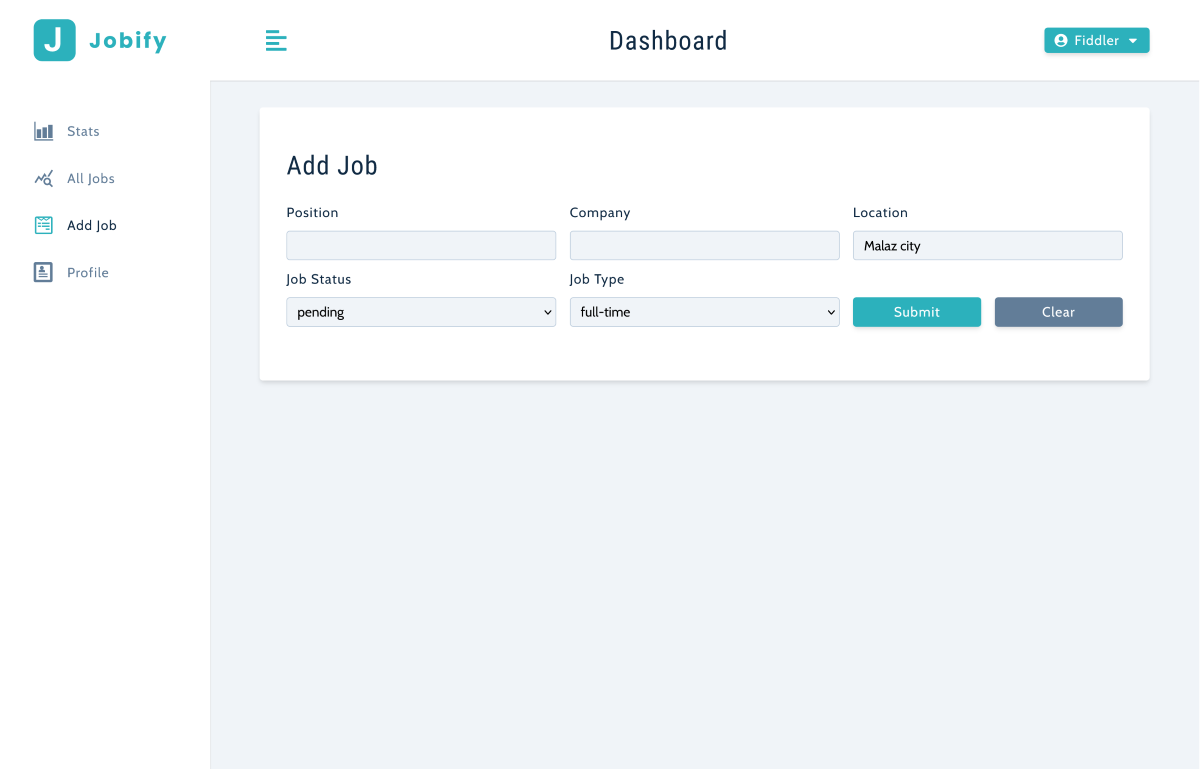 J Jobify
Dashboard
Fiddler
Stats
All Jobs
Add Job
Profile
Add Job
Position
Company
Location
Malaz city
Job Status
Job Type
pending
full-time
Submit
Clear